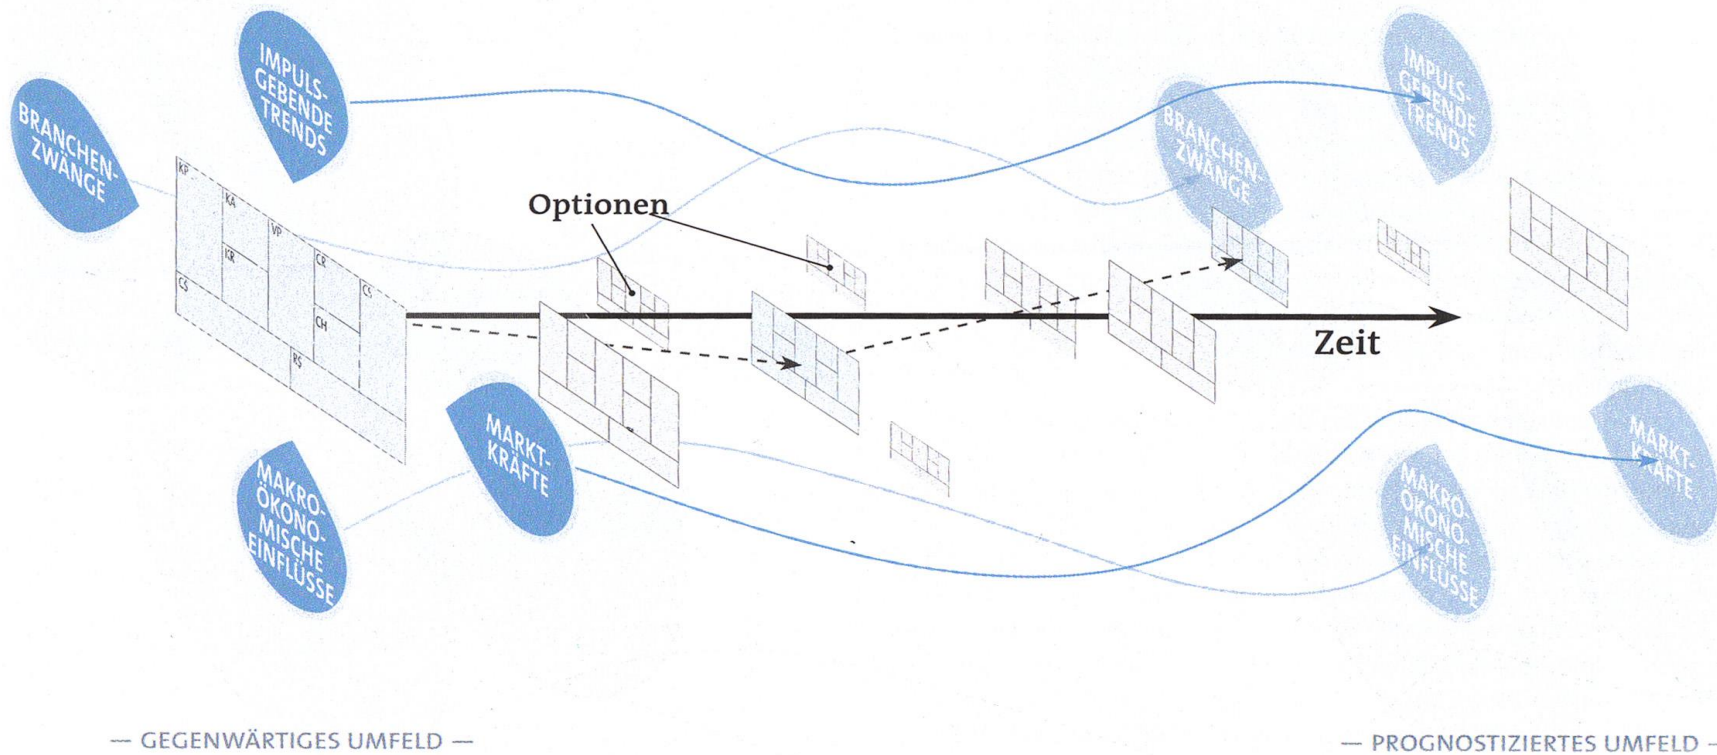 IMPULS-
GEBENDE
TRENDS
BRANCHEN-
ZWÄNGE
IMPULS-
GEBENDE
TRENDS
BRANCHEN-
ZWÄNGE
KP
KA
VP
KR
CR
CS
CŠ
CH
RS
Optionen
Zeit
MARKT-
KRÄFTE
MAKRO-
ÖKONO-
MISCHE
EINFLÜSSE
MARKT-
KRÄFTE
MAKRO-
ÖKONO-
MISCHE
EINFLÜSSE
— GEGENWÄRTIGES UMFELD —
— PROGNOSTIZIERTES UMFELD —